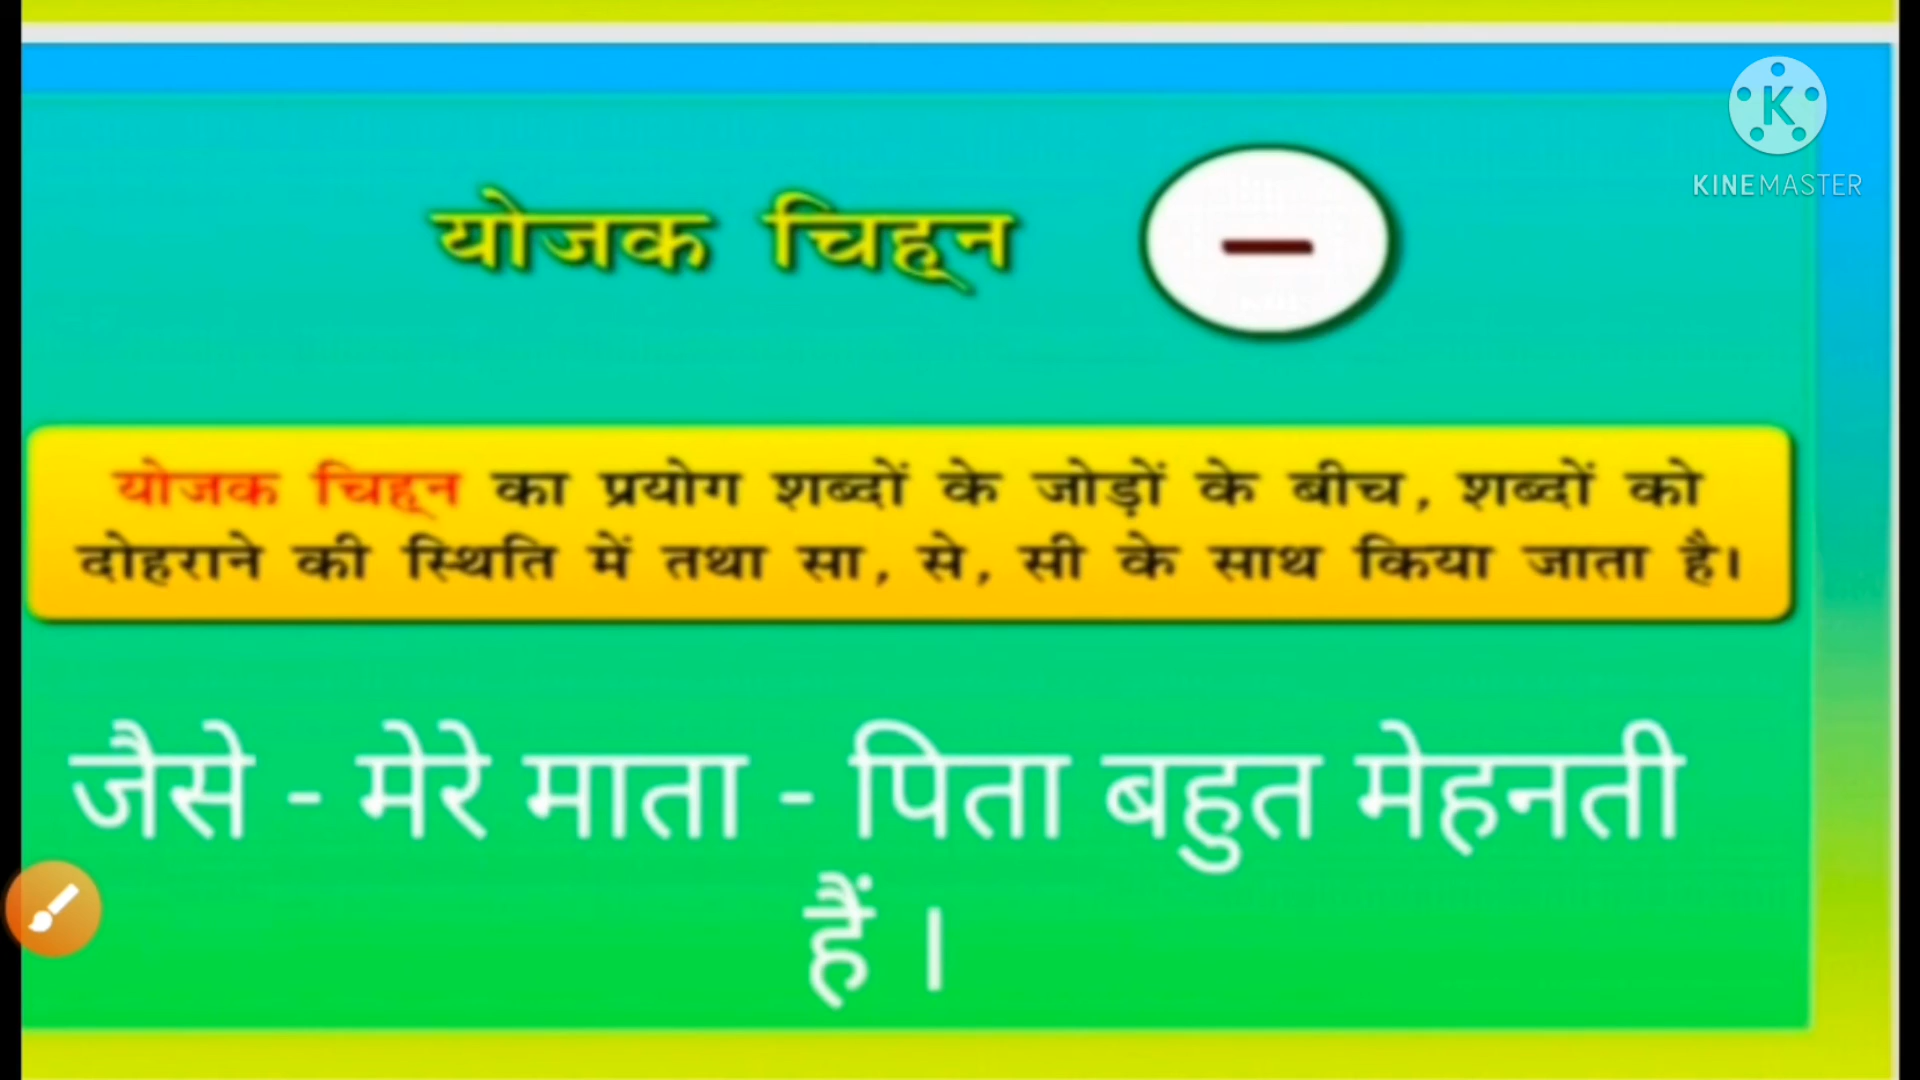 योजक चिह्न –
KINEMASTER
योजक चिह्न का प्रयोग शब्दों के जोड़ों के बीच, शब्दों को
दोहराने की स्थिति में तथा सा, से, सी के साथ किया जाता है।
जैसे - मेरे माता - पिता बहुत मेहनती
हैं ।